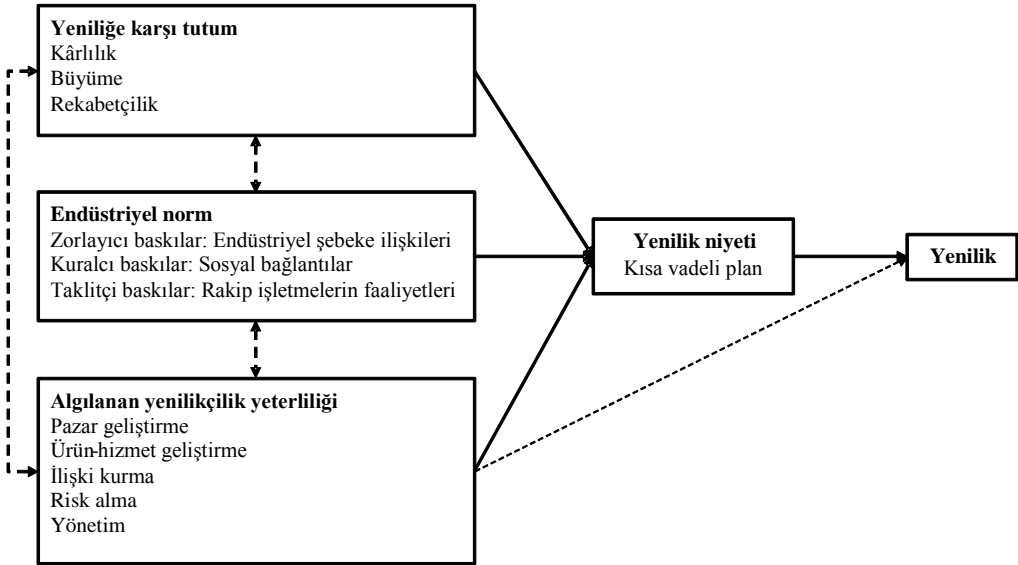 Yeniliğe karşı tutum
Kârlılık
Büyüme
Rekabetçilik
Endüstriyel norm
Zorlayıcı baskılar: Endüstriyel şebeke ilişkileri
Kuralcı baskılar: Sosyal bağlantılar
Taklitçi baskılar: Rakip işletmelerin faaliyetleri
Algılanan yenilikçilik yeterliliği
Pazar geliştirme
Ürün-hizmet geliştirme
İlişki kurma
Risk alma
Yönetim
Yenilik niyeti
Kısa vadeli plan
Yenilik